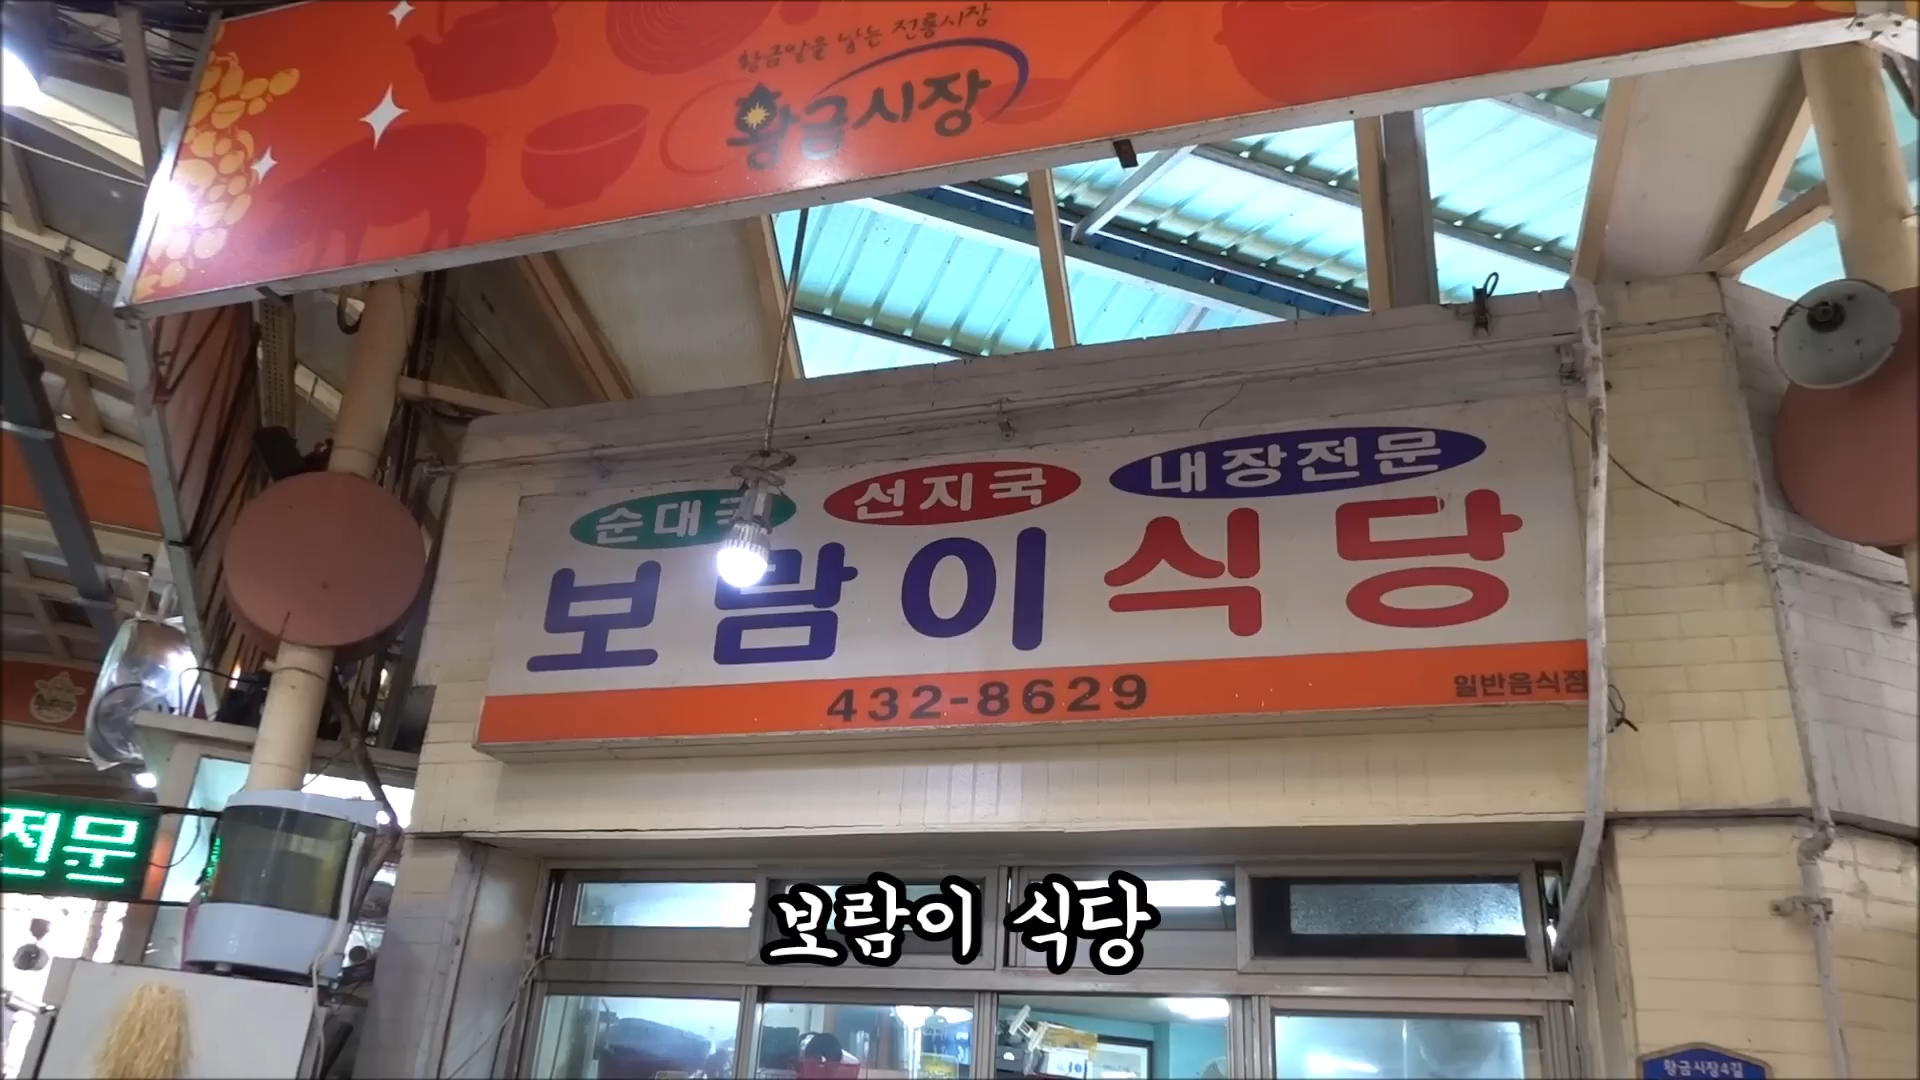 황금알을 낳는 전통시장
황금시장
순대국 선지국 내장전문
보람이식당
432-8629
일반음식점
전문
보람이 식당
황금시장4길